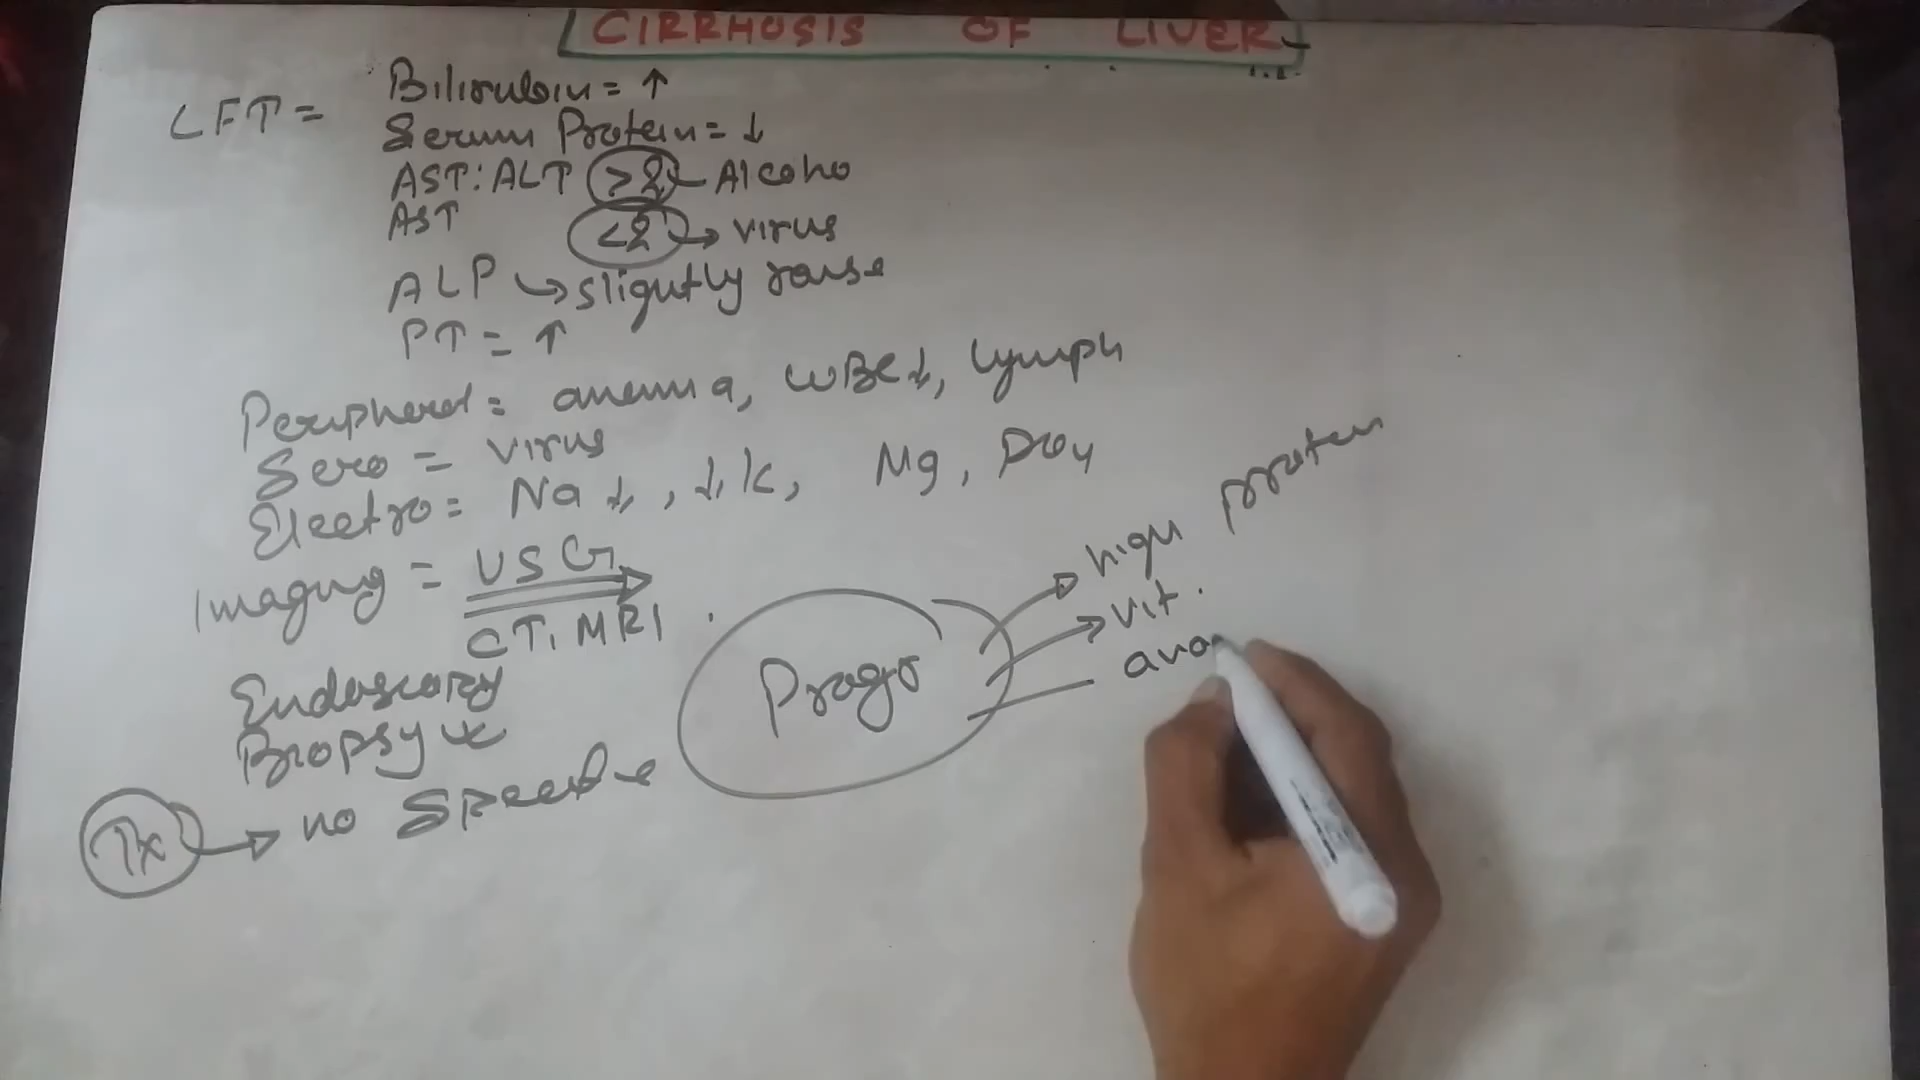 CIRRHOSIS OF LIVER
LFT = Bilirubin = ↑
Serum Protein = ↓
AST:ALT >2 Alcoho
AST <2 → virus
ALP → slightly raise
PT = ↑
Peripheral = anemia, WBC↓, lymph
Sero = virus
Electro = Na ↓, ↓K, Mg, PO4
Imaging = USG
CT, MRI
Endoscopy
Biopsy
Tx → no Specific
Progo
high protein
vit.
avo